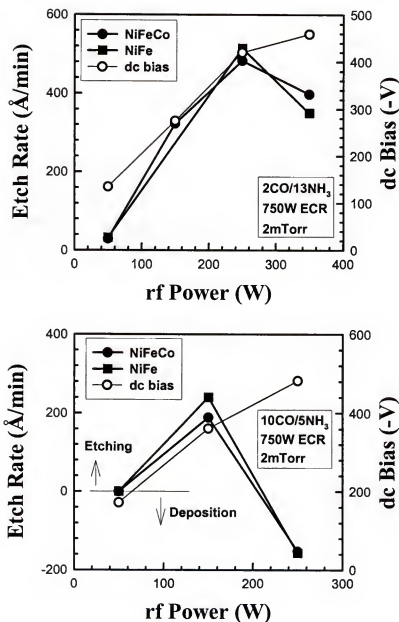 600
500
NiFeCo
NiFe
dc bias
400
400
300
200
200
100
2CO/13NH3
750W ECR
2mTorr
0
0
0
100
200
300
400
Etch Rate (Å/min)
dc Bias (-V)
rf Power (W)
400
600
NiFeCo
NiFe
dc bias
200
400
10CO/5NH3
750W ECR
2mTorr
Etching
0
200
Deposition
-200
0
0
100
200
300
Etch Rate (Å/min)
dc Bias (-V)
rf Power (W)